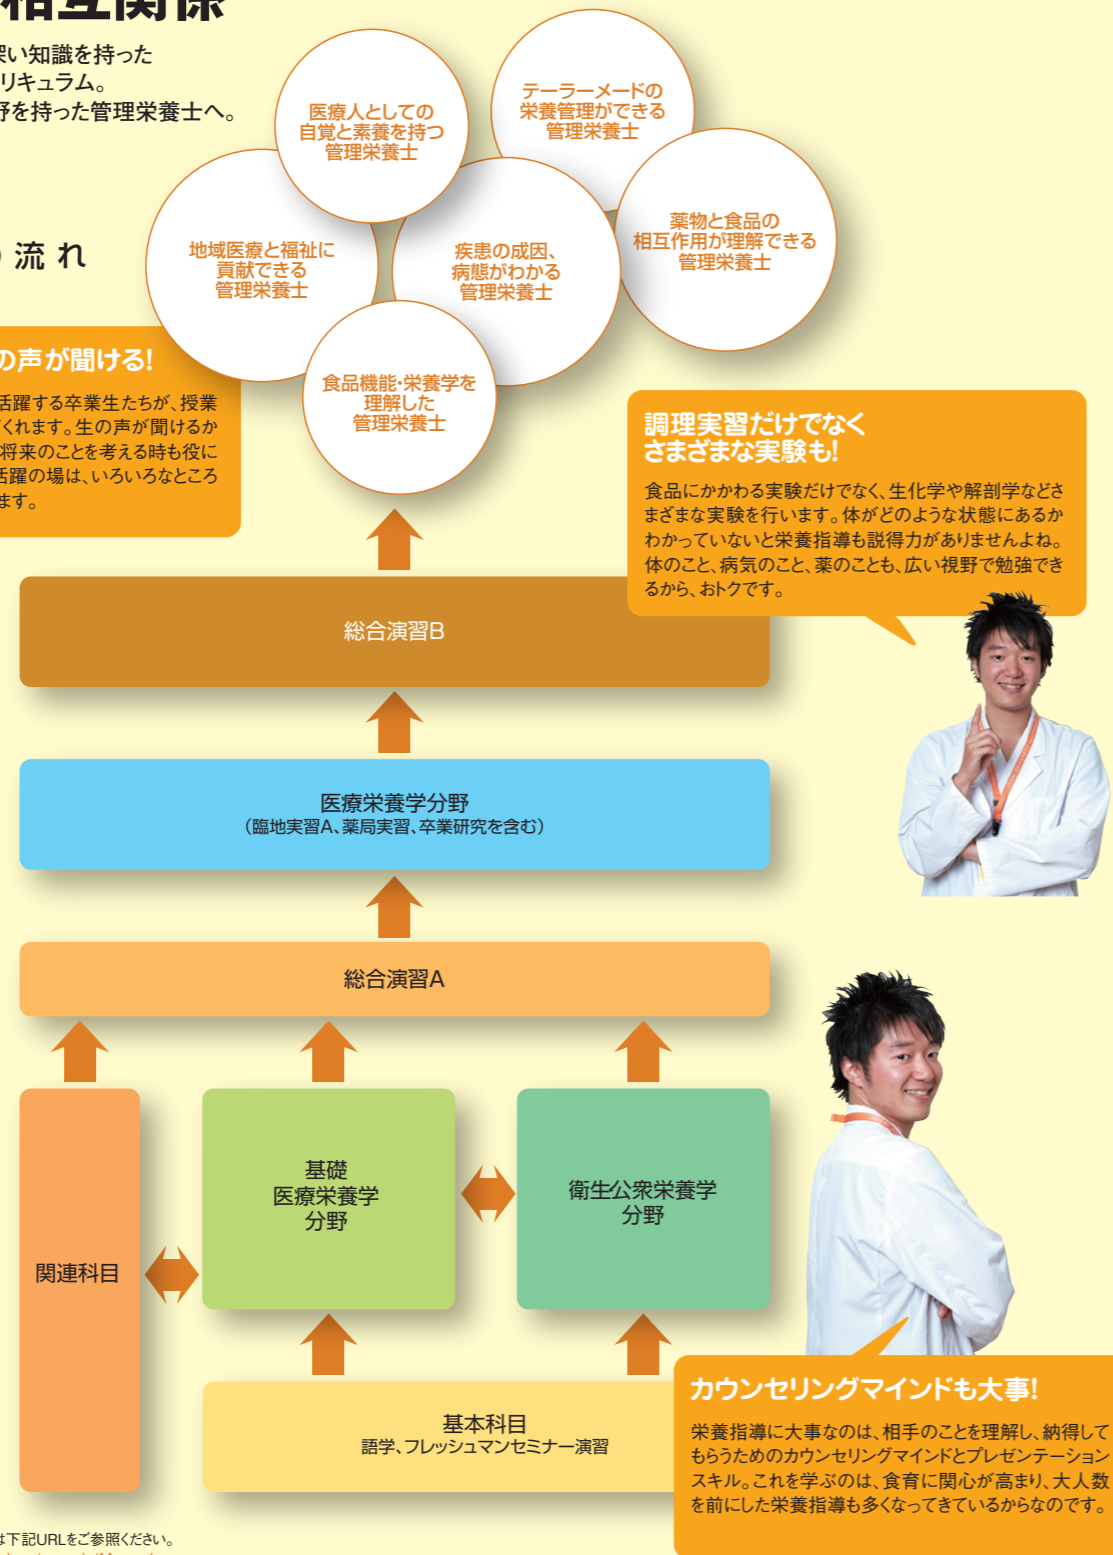 相互関係
深い知識を持った
リキュラム。
野を持った管理栄養士へ。
流れ
医療人としての
自覚と素養を持つ
管理栄養士
テーラーメードの
栄養管理ができる
管理栄養士
地域医療と福祉に
貢献できる
管理栄養士
疾患の成因、
病態がわかる
管理栄養士
薬物と食品の
相互作用が理解できる
管理栄養士
食品機能・栄養学を
理解した
管理栄養士
の声が聞ける!
活躍する卒業生たちが、授業
くれます。生の声が聞けるか
将来のことを考える時も役に
活躍の場は、いろいろなところ
ます。
調理実習だけでなく
さまざまな実験も!
食品にかかわる実験だけでなく、生化学や解剖学などさ
まざまな実験を行います。体がどのような状態にあるか
わかっていないと栄養指導も説得力がありませんよね。
体のこと、病気のこと、薬のことも、広い視野で勉強でき
るから、おトクです。
総合演習B
医療栄養学分野
(臨地実習A、薬局実習、卒業研究を含む)
総合演習A
関連科目
基礎
医療栄養学
分野
衛生公衆栄養学
分野
基本科目
語学、フレッシュマンセミナー演習
カウンセリングマインドも大事!
栄養指導に大事なのは、相手のことを理解し、納得して
もらうためのカウンセリングマインドとプレゼンテーション
スキル。これを学ぶのは、食育に関心が高まり、大人数
を前にした栄養指導も多くなってきているからなのです。
は下記URLをご参照ください。